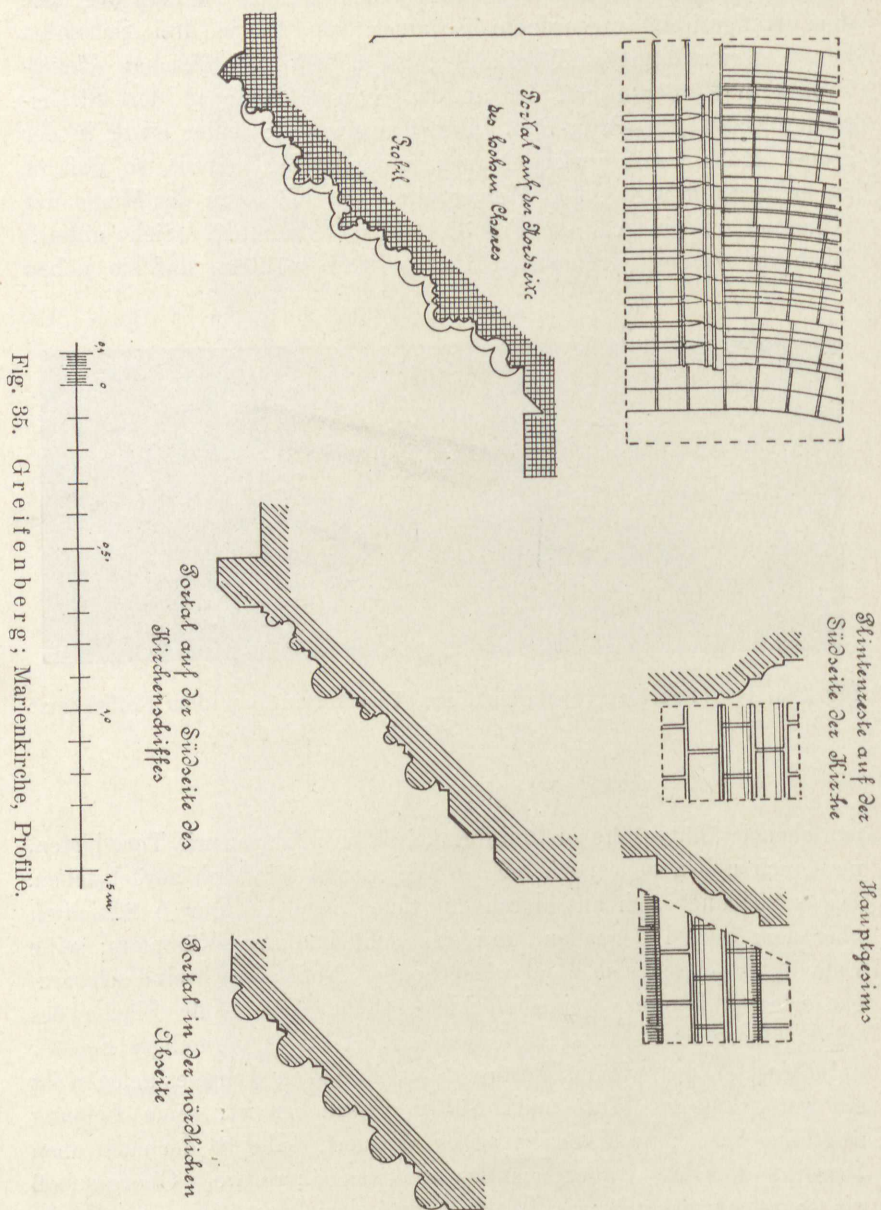 Portal auf der Nordseite
des hohen Chores
Profil
Plintenreste auf der
Südseite der Kirche
Hauptgesims
Portal auf der Südseite des
Kirchenschiffes
Portal in der nördlichen
Abseite
0,1 0 0,5 1,0 1,5 m
Fig. 35. Greifenberg; Marienkirche, Profile.